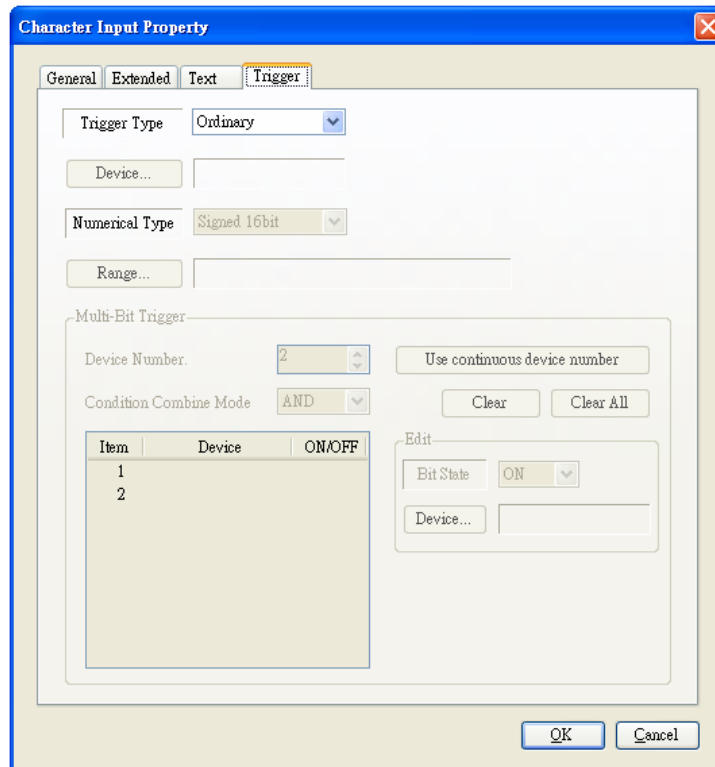 Character Input Property
General Extended Text Trigger
Trigger Type Ordinary
Device...
Numerical Type Signed 16bit
Range...
Multi-Bit Trigger
Device Number. 2 Use continuous device number
Condition Combine Mode AND Clear Clear All
Item Device ON/OFF
1
2
Edit
Bit State ON
Device...
OK Cancel